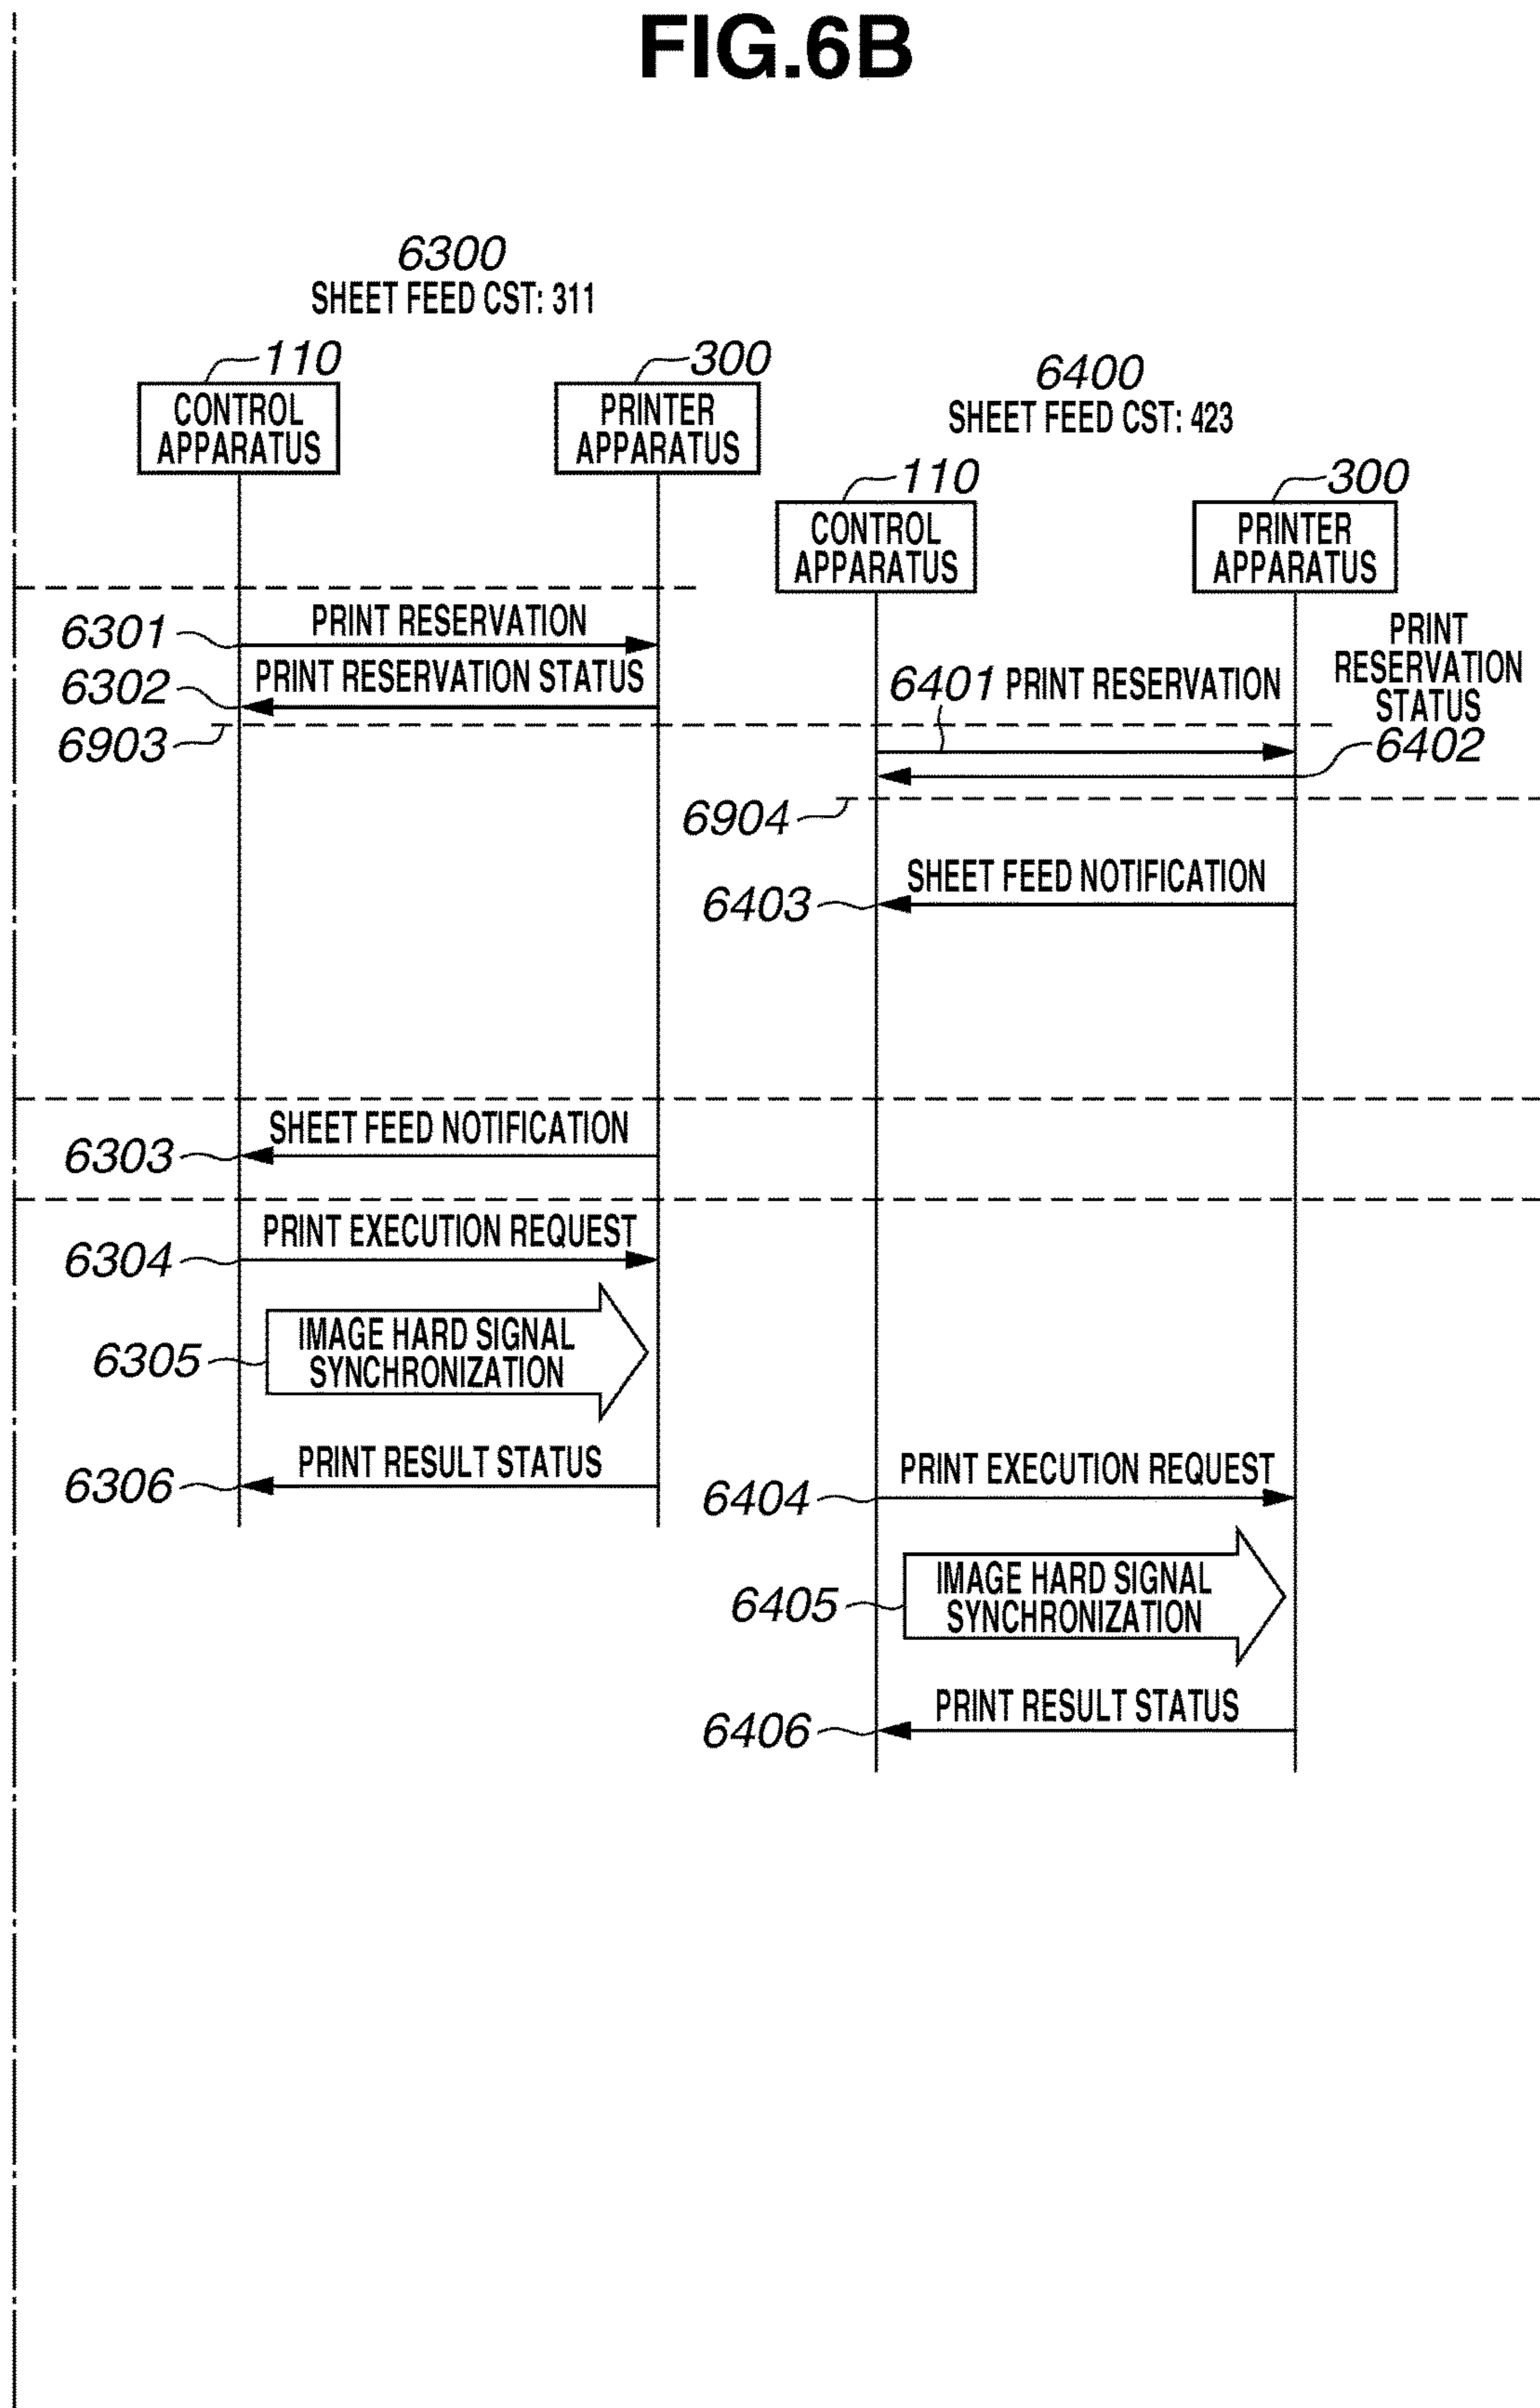 FIG.6B
6300
SHEET FEED CST: 311
110
300
CONTROL
APPARATUS
PRINTER
APPARATUS
6400
SHEET FEED CST: 423
110
300
CONTROL
APPARATUS
PRINTER
APPARATUS
6301
PRINT RESERVATION
6302
PRINT RESERVATION STATUS
6903
6401 PRINT RESERVATION
PRINT
RESERVATION
STATUS
6402
6904
SHEET FEED NOTIFICATION
6403
SHEET FEED NOTIFICATION
6303
PRINT EXECUTION REQUEST
6304
IMAGE HARD SIGNAL
SYNCHRONIZATION
6305
PRINT RESULT STATUS
6306
PRINT EXECUTION REQUEST
6404
IMAGE HARD SIGNAL
SYNCHRONIZATION
6405
PRINT RESULT STATUS
6406